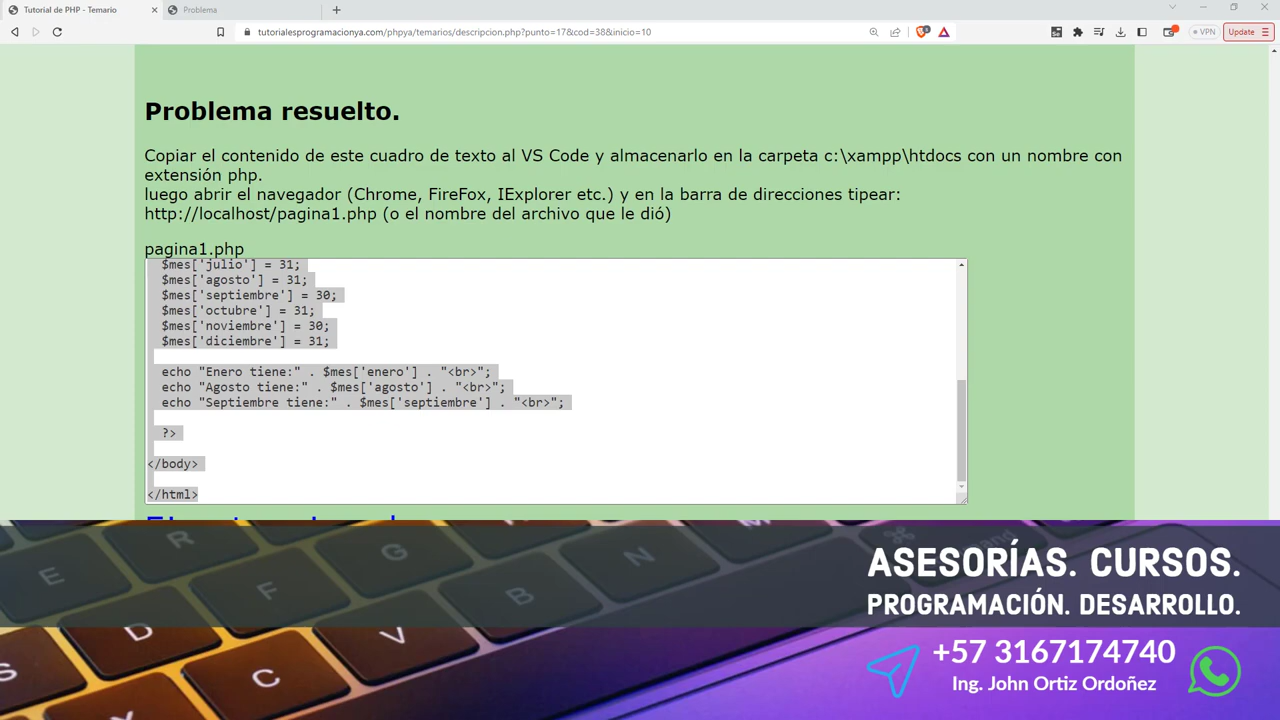 Tutorial de PHP - Temario
Problema
tutorialesprogramacionya.com/phpya/temarios/descripcion.php?punto=17&cod=38&inicio=10
VPN
Update
Problema resuelto.
Copiar el contenido de este cuadro de texto al VS Code y almacenarlo en la carpeta c:\xampp\htdocs con un nombre con
extensión php.
luego abrir el navegador (Chrome, FireFox, IExplorer etc.) y en la barra de direcciones tipear:
http://localhost/pagina1.php (o el nombre del archivo que le dió)
pagina1.php
$mes['julio'] = 31;
$mes['agosto'] = 31;
$mes['septiembre'] = 30;
$mes['octubre'] = 31;
$mes['noviembre'] = 30;
$mes['diciembre'] = 31;
echo "Enero tiene:" . $mes['enero'] . "<br>";
echo "Agosto tiene:" . $mes['agosto'] . "<br>";
echo "Septiembre tiene:" . $mes['septiembre'] . "<br>";
?>
</body>
</html>
E
R
G
F
D
C
V
B
N
M
S
ASESORÍAS. CURSOS.
PROGRAMACIÓN. DESARROLLO.
+57 3167174740
Ing. John Ortiz Ordoñez